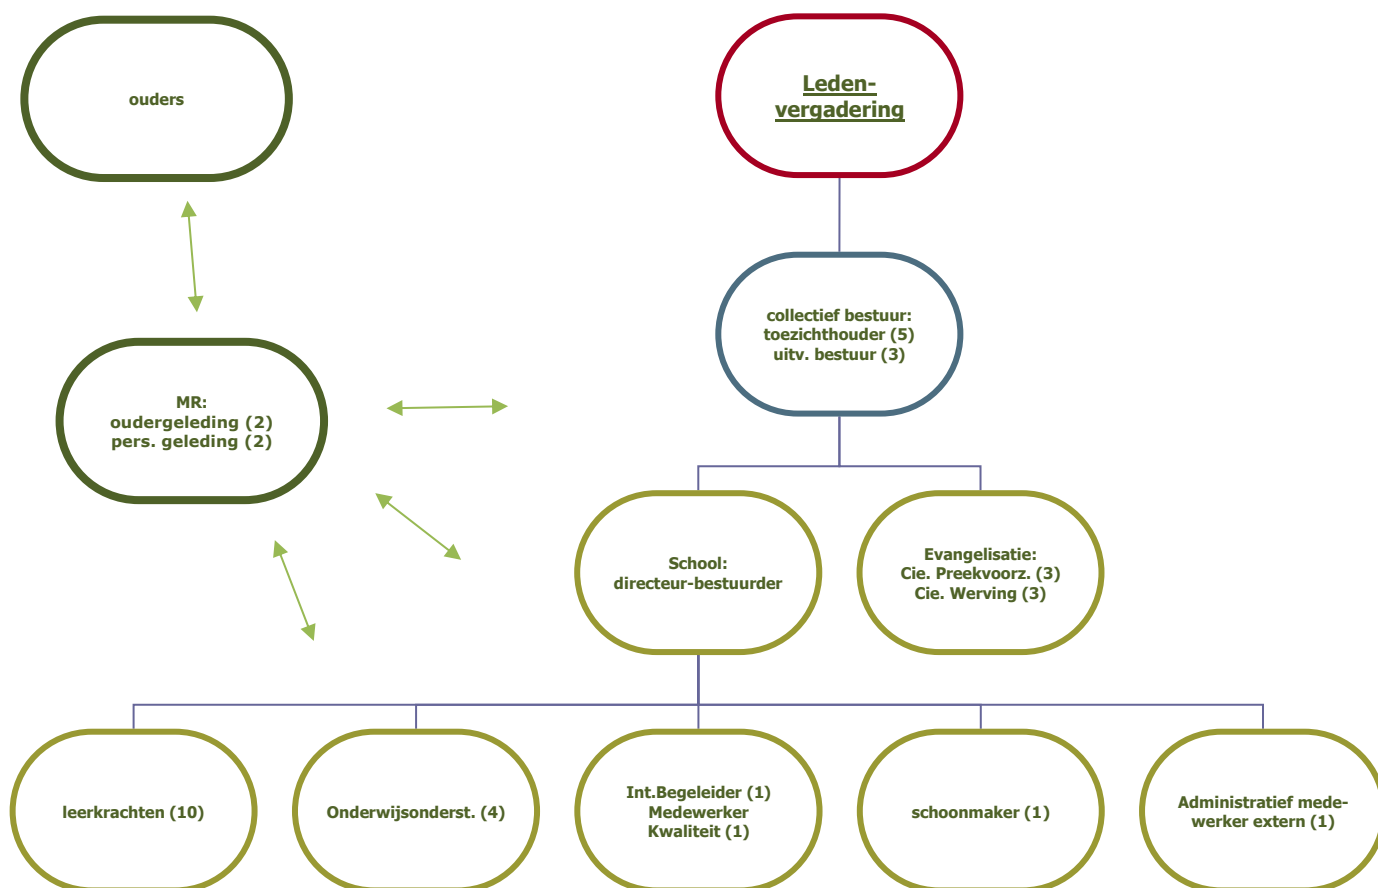 ouders
Leden-
vergadering
collectief bestuur:
toezichthouder (5)
uitv. bestuur (3)
MR:
oudergeleding (2)
pers. geleding (2)
School:
directeur-bestuurder
Evangelisatie:
Cie. Preekvoorz. (3)
Cie. Werving (3)
leerkrachten (10)
Onderwijsonderst. (4)
Int.Begeleider (1)
Medewerker
Kwaliteit (1)
schoonmaker (1)
Administratief mede-
werker extern (1)